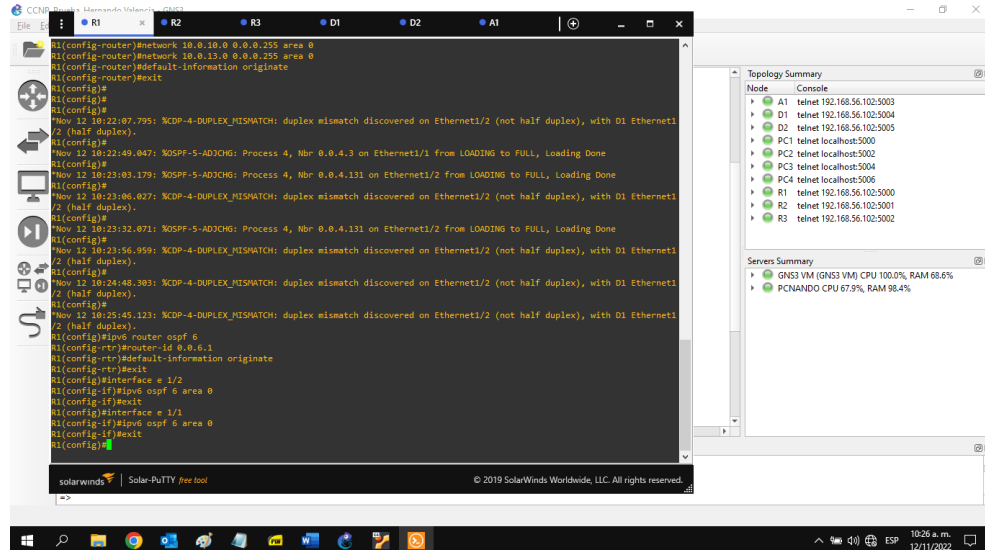 CCNP Prueba Hernando Valencia - GNS3
File
R1
R2
R3
D1
D2
A1
R1(config-router)#network 10.0.10.0 0.0.0.255 area 0
R1(config-router)#network 10.0.13.0 0.0.0.255 area 0
R1(config-router)#default-information originate
R1(config-router)#exit
R1(config)#
R1(config)#
R1(config)#
*Nov 12 10:22:07.795: %CDP-4-DUPLEX_MISMATCH: duplex mismatch discovered on Ethernet1/2 (not half duplex), with D1 Ethernet1
/2 (half duplex).
R1(config)#
*Nov 12 10:22:49.047: %OSPF-5-ADJCHG: Process 4, Nbr 0.0.4.3 on Ethernet1/1 from LOADING to FULL, Loading Done
R1(config)#
*Nov 12 10:23:03.179: %OSPF-5-ADJCHG: Process 4, Nbr 0.0.4.131 on Ethernet1/2 from LOADING to FULL, Loading Done
R1(config)#
*Nov 12 10:23:06.027: %CDP-4-DUPLEX_MISMATCH: duplex mismatch discovered on Ethernet1/2 (not half duplex), with D1 Ethernet1
/2 (half duplex).
R1(config)#
*Nov 12 10:23:32.071: %OSPF-5-ADJCHG: Process 4, Nbr 0.0.4.131 on Ethernet1/2 from LOADING to FULL, Loading Done
R1(config)#
*Nov 12 10:23:56.959: %CDP-4-DUPLEX_MISMATCH: duplex mismatch discovered on Ethernet1/2 (not half duplex), with D1 Ethernet1
/2 (half duplex).
R1(config)#
*Nov 12 10:24:48.303: %CDP-4-DUPLEX_MISMATCH: duplex mismatch discovered on Ethernet1/2 (not half duplex), with D1 Ethernet1
/2 (half duplex).
R1(config)#
*Nov 12 10:25:45.123: %CDP-4-DUPLEX_MISMATCH: duplex mismatch discovered on Ethernet1/2 (not half duplex), with D1 Ethernet1
/2 (half duplex).
R1(config)#ipv6 router ospf 6
R1(config-rtr)#router-id 0.0.6.1
R1(config-rtr)#default-information originate
R1(config-rtr)#exit
R1(config)#interface e 1/2
R1(config-if)#ipv6 ospf 6 area 0
R1(config-if)#exit
R1(config)#interface e 1/1
R1(config-if)#ipv6 ospf 6 area 0
R1(config-if)#exit
R1(config)#
solarwinds Solar-PuTTY free tool
© 2019 SolarWinds Worldwide, LLC. All rights reserved.
=>
Topology Summary
Node Console
A1 telnet 192.168.56.102:5003
D1 telnet 192.168.56.102:5004
D2 telnet 192.168.56.102:5005
PC1 telnet localhost:5000
PC2 telnet localhost:5002
PC3 telnet localhost:5004
PC4 telnet localhost:5006
R1 telnet 192.168.56.102:5000
R2 telnet 192.168.56.102:5001
R3 telnet 192.168.56.102:5002
Servers Summary
GNS3 VM (GNS3 VM) CPU 100.0%, RAM 68.6%
PCNANDO CPU 67.9%, RAM 98.4%
ESP
10:26 a. m.
12/11/2022